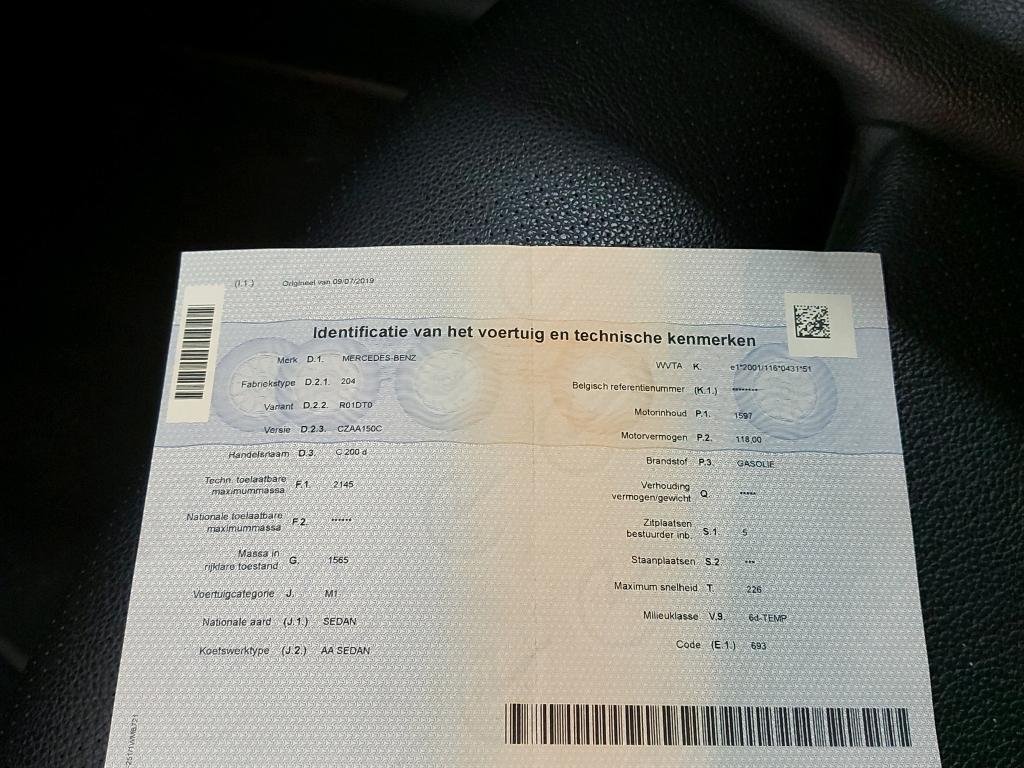 (I.1.) Origineel van 09/07/2019
Identificatie van het voertuig en technische kenmerken
Merk D.1. MERCEDES-BENZ
Fabriekstype D.2.1. 204
Variant D.2.2. R01DT0
Versie D.2.3. CZAA150C
Handelsnaam D.3. C 200 d
Techn. toelaatbare
maximummassa F.1. 2145
Nationale toelaatbare
maximummassa F.2. ******
Massa in
rijklare toestand G. 1565
Voertuigcategorie J. M1
Nationale aard (J.1.) SEDAN
Koetswerktype (J.2.) AA SEDAN
WVTA K. e1*2001/116*0431*51
Belgisch referentienummer (K.1.) ********
Motorinhoud P.1. 1597
Motorvermogen P.2. 118,00
Brandstof P.3. GASOLIE
Verhouding
vermogen/gewicht Q. *****
Zitplaatsen
bestuurder inb. S.1. 5
Staanplaatsen S.2. ***
Maximum snelheid T. 226
Milieuklasse V.9. 6d-TEMP
Code (E.1.) 693